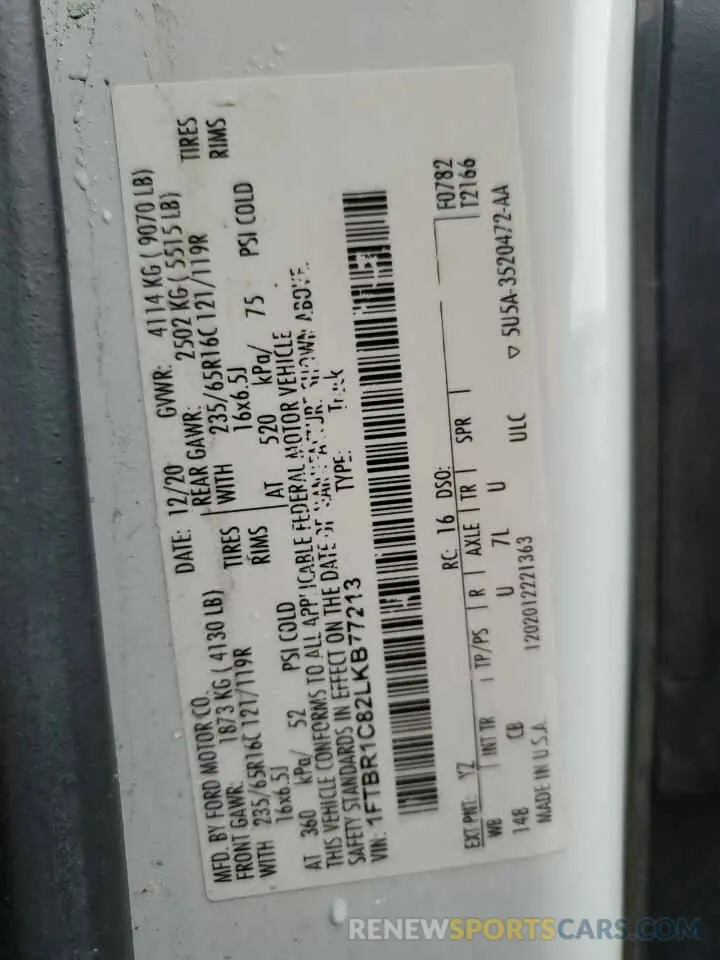 MFD. BY FORD MOTOR CO.
DATE: 12/20 GVWR: 4114 KG ( 9070 LB)
FRONT GAWR: REAR GAWR:
1873 KG ( 4130 LB) 2502 KG ( 5515 LB)
WITH 235/65R16C 121/119R TIRES WITH 235/65R16C 121/119R TIRES
16x6.5J RIMS 16x6.5J RIMS
AT 360 kPa/ 52 PSI COLD AT 520 kPa/ 75 PSI COLD
THIS VEHICLE CONFORMS TO ALL APPLICABLE FEDERAL MOTOR VEHICLE
SAFETY STANDARDS IN EFFECT ON THE DATE OF MANUFACTURE SHOWN ABOVE.
VIN: 1FTBR1C82LKB77213 TYPE: Truck
F0782
EXT PNT: YZ RC: 16 DSO: T2166
WB INT TR TP/PS R AXLE TR SPR
148 CB U 7L U ULC ▽ 5U5A-3520472-AA
MADE IN U.S.A. 1202012221363
RENEWSPORTSCARS.COM